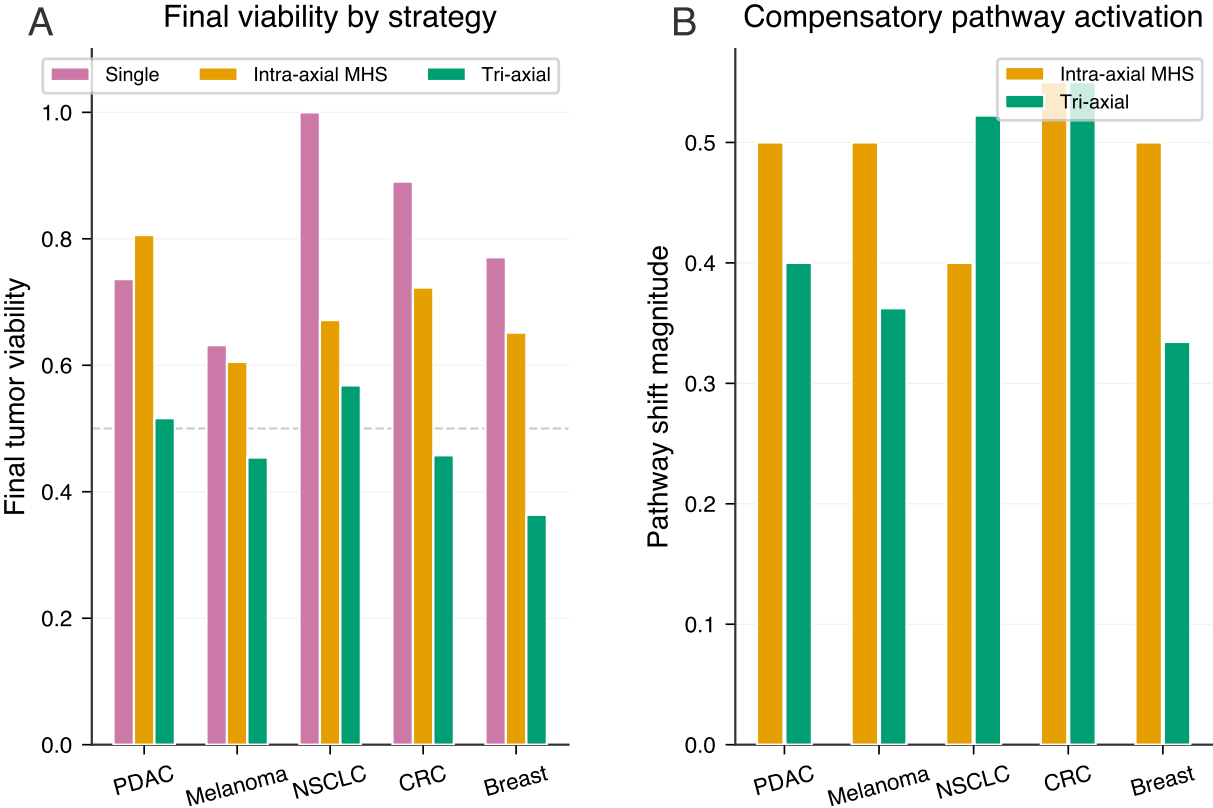 A
Final viability by strategy
Single
Intra-axial MHS
Tri-axial
Final tumor viability
1.0
0.8
0.6
0.4
0.2
0.0
PDAC
Melanoma
NSCLC
CRC
Breast
B
Compensatory pathway activation
Intra-axial MHS
Tri-axial
Pathway shift magnitude
0.5
0.4
0.3
0.2
0.1
0.0
PDAC
Melanoma
NSCLC
CRC
Breast